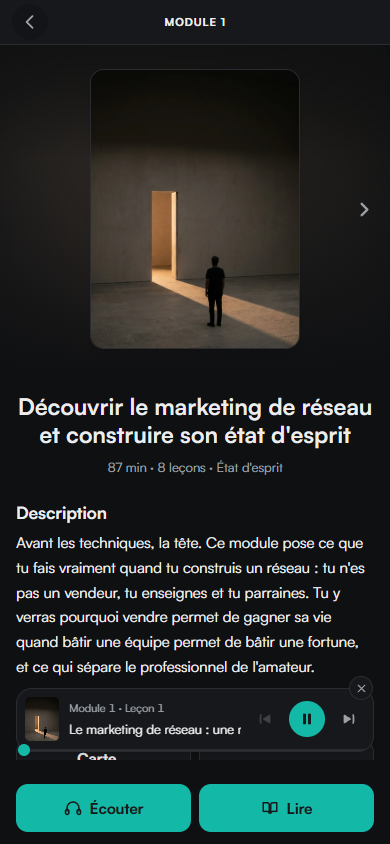 MODULE 1
Découvrir le marketing de réseau
et construire son état d'esprit
87 min · 8 leçons · État d'esprit
Description
Avant les techniques, la tête. Ce module pose ce que
tu fais vraiment quand tu construis un réseau : tu n'es
pas un vendeur, tu enseignes et tu parraines. Tu y
verras pourquoi vendre permet de gagner sa vie
quand bâtir une équipe permet de bâtir une fortune,
et ce qui sépare le professionnel de l'amateur.
Module 1 · Leçon 1
Le marketing de réseau : une
Carte
Écouter
Lire